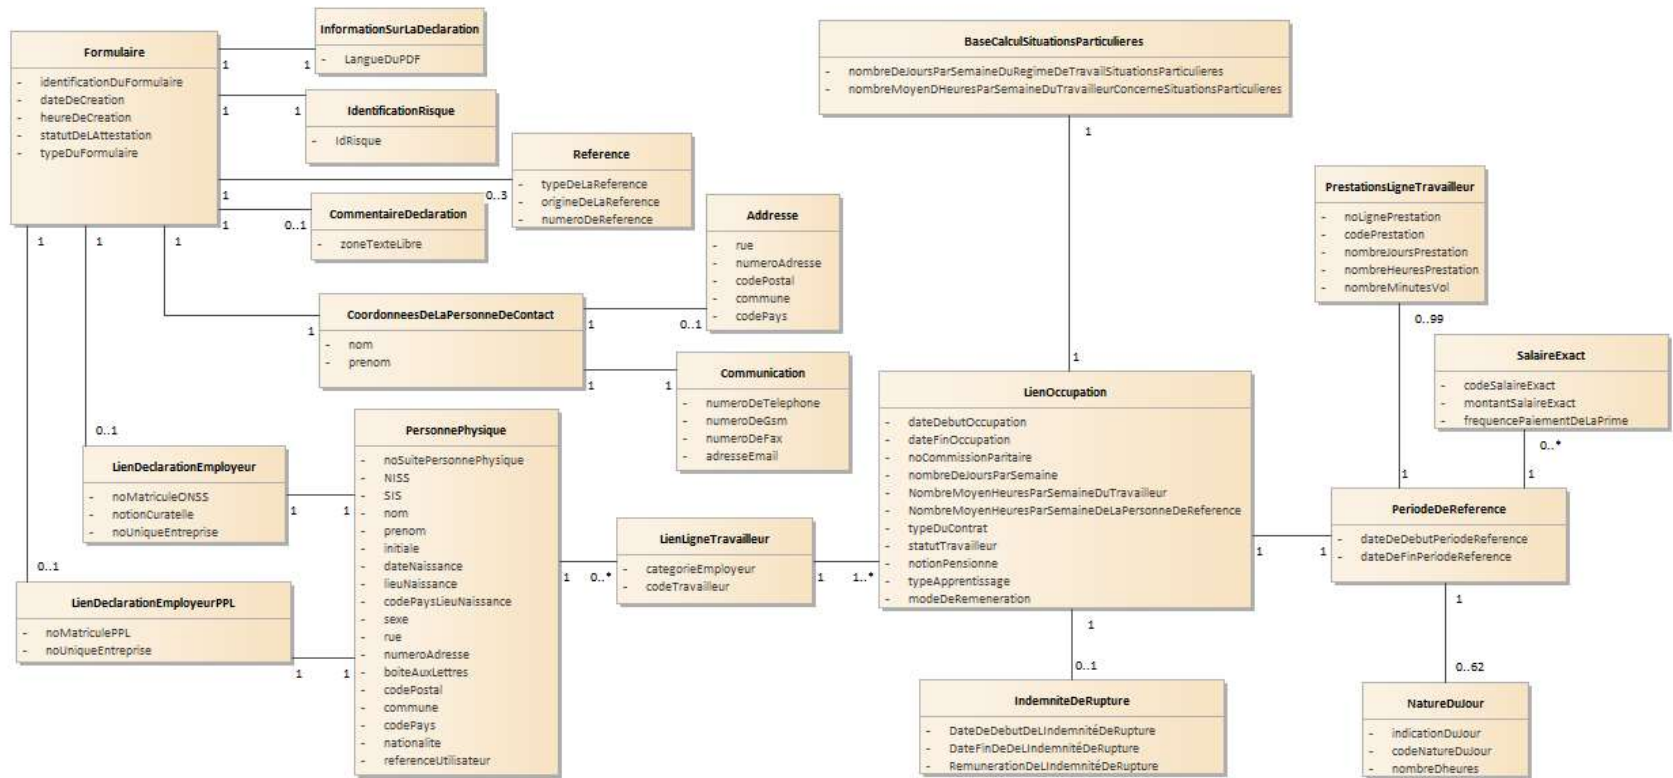 Formulaire
- identificationDuFormulaire
- dateDeCreation
- heureDeCreation
- statutDeLAttestation
- typeDuFormulaire
1
1
1
1
1
1
1
InformationSurLaDeclaration
- LangueDuPDF
1
IdentificationRisque
- IdRisque
1
Reference
- typeDeLaReference
- origineDeLaReference
- numeroDeReference
0..3
CommentaireDeclaration
- zoneTexteLibre
0..1
CoordonneesDeLaPersonneDeContact
- nom
- prenom
1
1
1
Addresse
- rue
- numeroAdresse
- codePostal
- commune
- codePays
0..1
Communication
- numeroDeTelephone
- numeroDeGsm
- numeroDeFax
- adresseEmail
1
LienDeclarationEmployeur
- noMatriculeONSS
- notionCuratelle
- noUniqueEntreprise
0..1
1
LienDeclarationEmployeurPPL
- noMatriculePPL
- noUniqueEntreprise
0..1
1
PersonnePhysique
- noSuitePersonnePhysique
- NISS
- SIS
- nom
- prenom
- initiale
- dateNaissance
- lieuNaissance
- codePaysLieuNaissance
- sexe
- rue
- numeroAdresse
- boiteAuxLettres
- codePostal
- commune
- codePays
- nationalite
- referenceUtilisateur
1
1
1
LienLigneTravailleur
- categorieEmployeur
- codeTravailleur
0..*
1
BaseCalculSituationsParticulieres
- nombreDeJoursParSemaineDuRegimeDeTravailSituationsParticulieres
- nombreMoyenDHeuresParSemaineDuTravailleurConcerneSituationsParticulieres
1
LienOccupation
- dateDebutOccupation
- dateFinOccupation
- noCommissionParitaire
- nombreDeJoursParSemaine
- NombreMoyenHeuresParSemaineDuTravailleur
- NombreMoyenHeuresParSemaineDeLaPersonneDeReference
- typeDuContrat
- statutTravailleur
- notionPensionne
- typeApprentissage
- modeDeRemeneration
1
1..*
1
1
IndemniteDeRupture
- DateDeDebutDeLIndemnitéDeRupture
- DateFinDeDeLIndemnitéDeRupture
- RemunerationDeLIndemnitéDeRupture
0..1
PrestationsLigneTravailleur
- noLignePrestation
- codePrestation
- nombreJoursPrestation
- nombreHeuresPrestation
- nombreMinutesVol
0..99
SalaireExact
- codeSalaireExact
- montantSalaireExact
- frequencePaiementDeLaPrime
0..*
PeriodeDeReference
- dateDeDebutPeriodeReference
- dateDeFinPeriodeReference
1
1
1
1
NatureDuJour
- indicationDuJour
- codeNatureDuJour
- nombreDheures
0..62